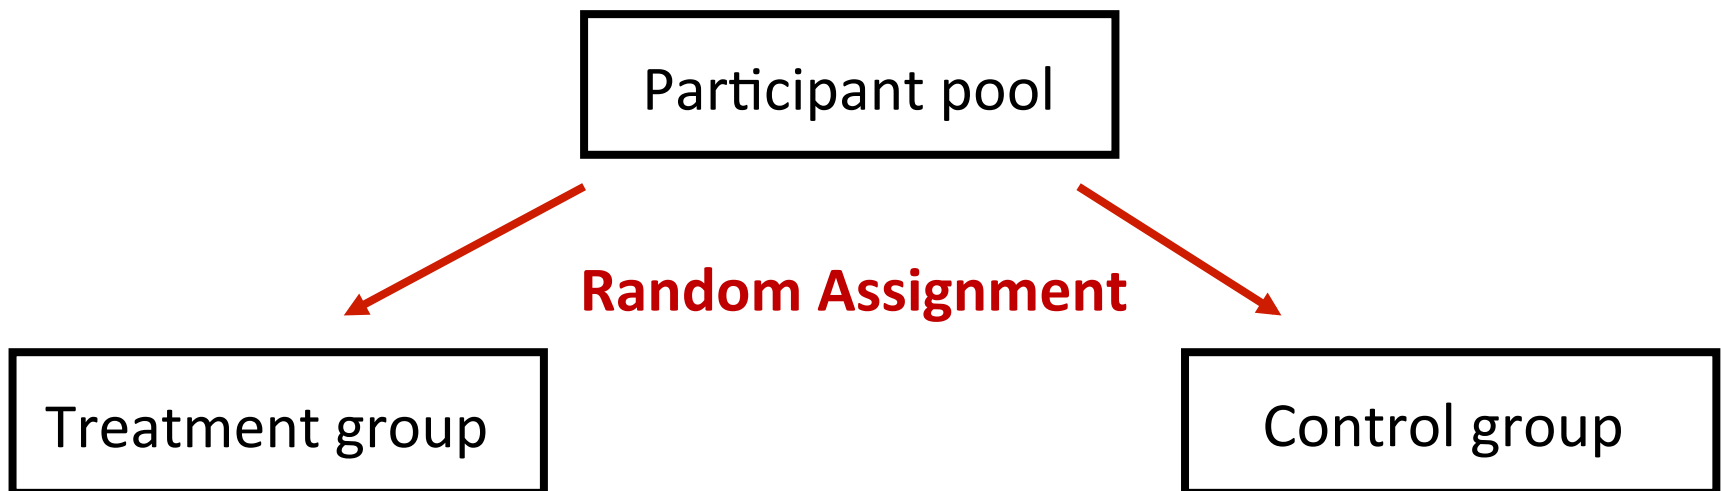 Participant pool
Random Assignment
Treatment group
Control group